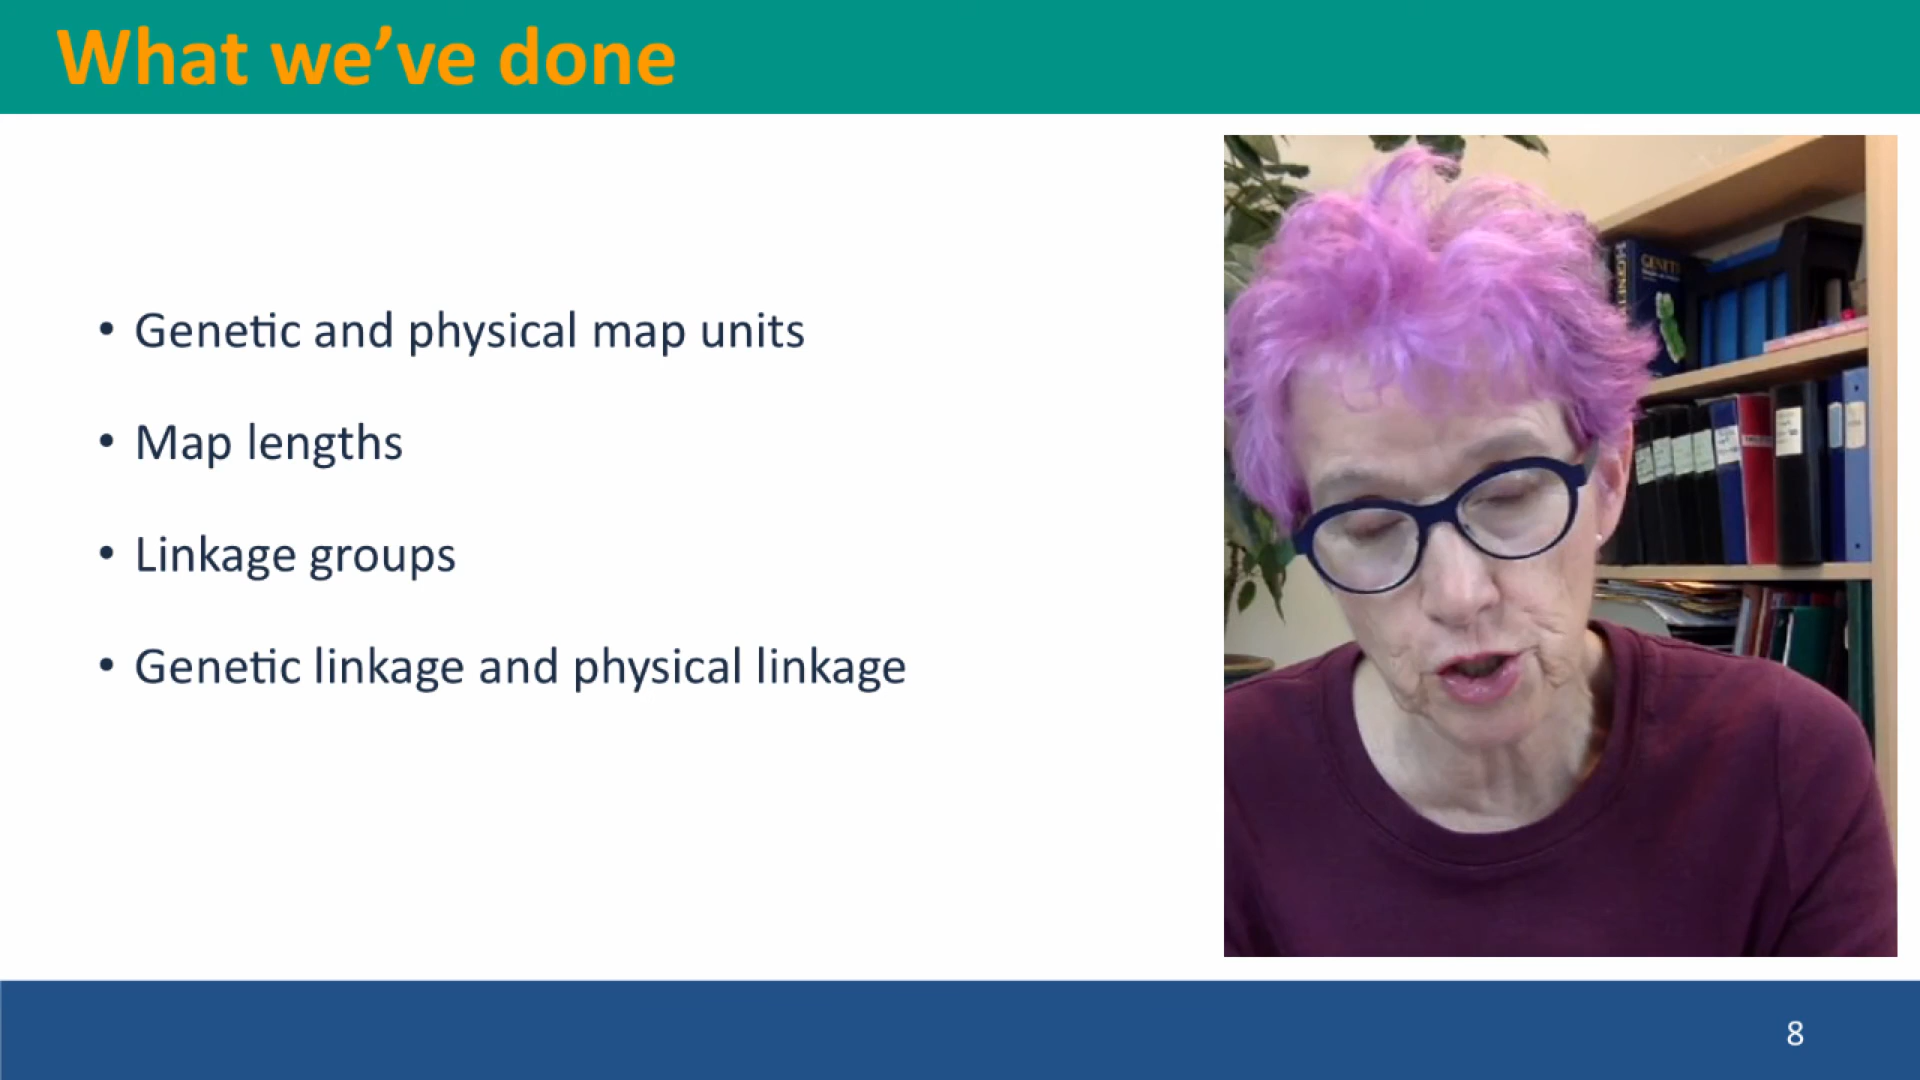 What we've done
• Genetic and physical map units
• Map lengths
• Linkage groups
• Genetic linkage and physical linkage
8